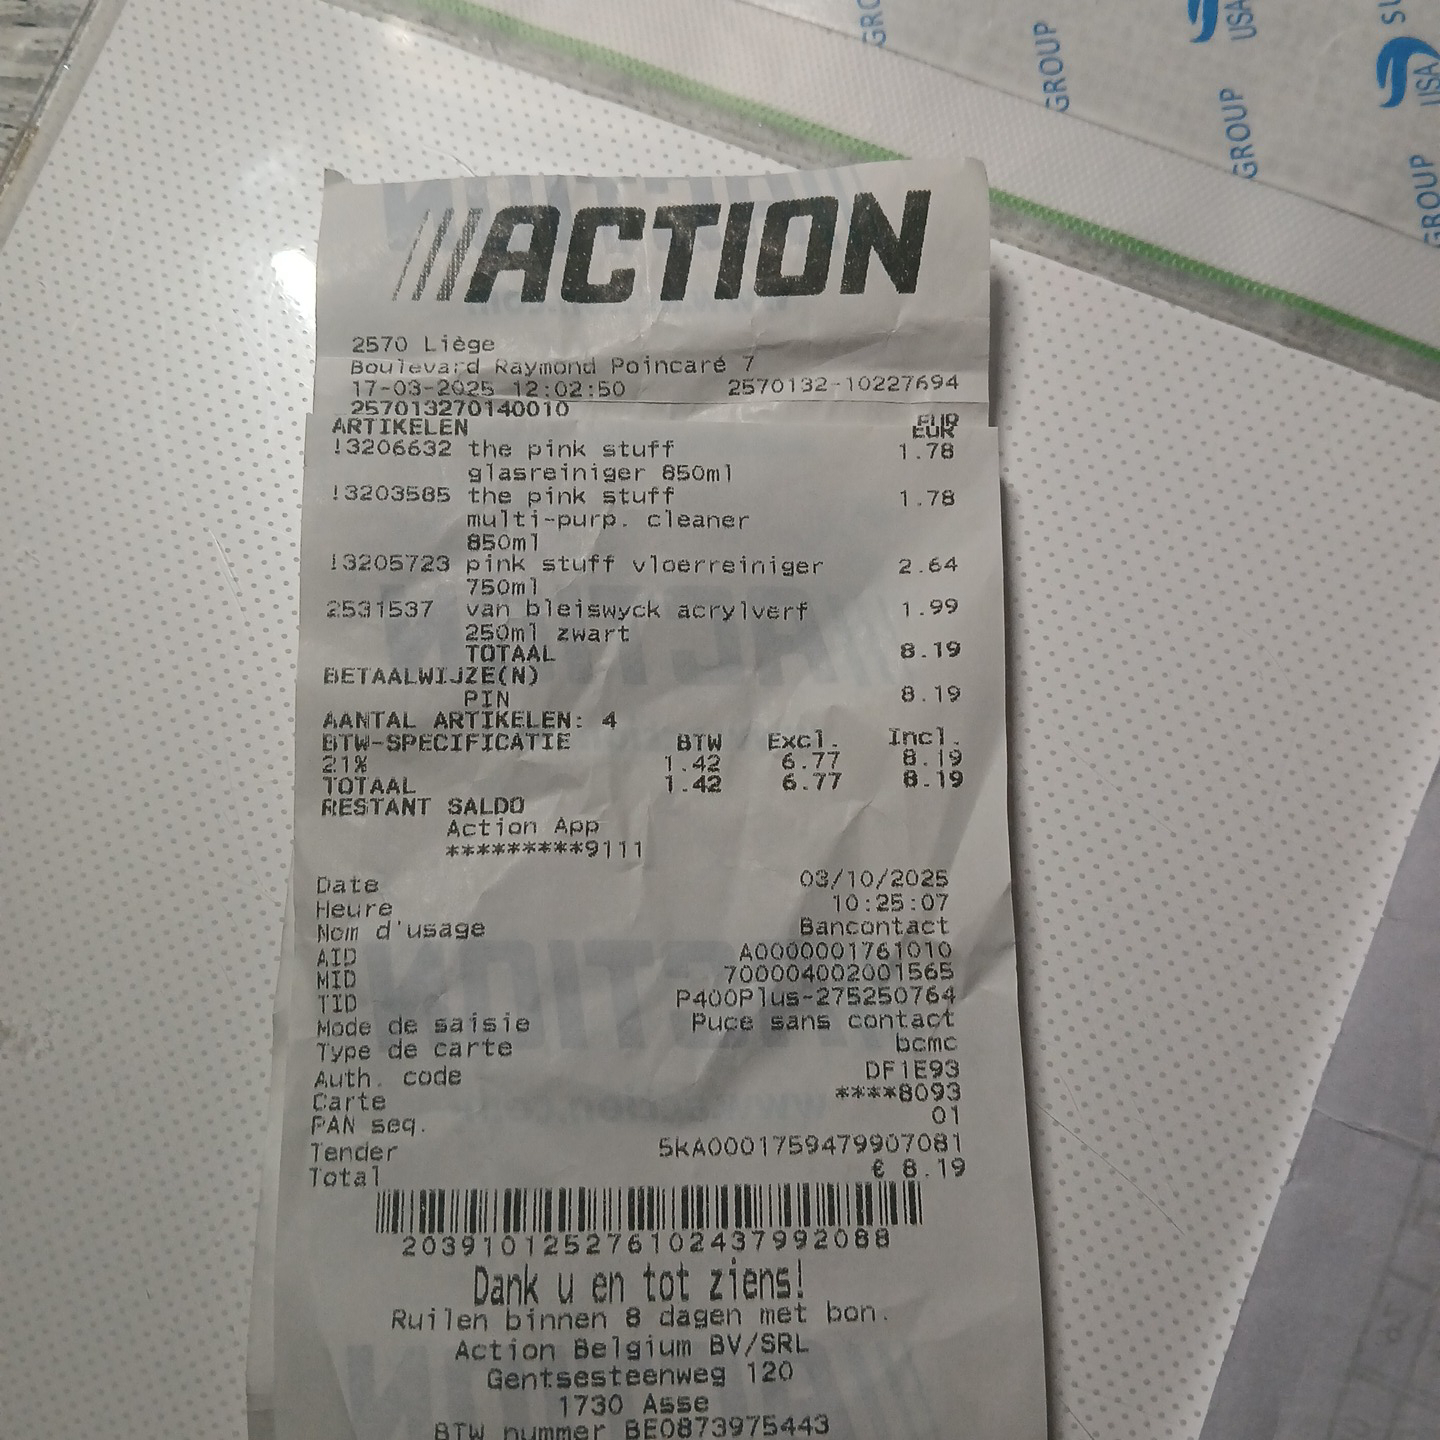 GROUP
GROUP
USA
GROUP
SU
USA
GROUP
ACTION
2570 Liège
Boulevard Raymond Poincaré 7
17-03-2025 12:02:50 2570132-10227694
257013270140010
ARTIKELEN EUR
EUR
!3206632 the pink stuff 1.78
glasreiniger 850ml
!3203585 the pink stuff 1.78
multi-purp. cleaner
850ml
!3205723 pink stuff vloerreiniger 2.64
750ml
2531537 van bleiswyck acrylverf 1.99
250ml zwart
TOTAAL 8.19
BETAALWIJZE(N)
PIN 8.19
AANTAL ARTIKELEN: 4
BTW-SPECIFICATIE BTW Excl. Incl.
21% 1.42 6.77 8.19
TOTAAL 1.42 6.77 8.19
RESTANT SALDO
Action App
*********9111
Date 03/10/2025
Heure 10:25:07
Nom d'usage Bancontact
AID A0000001761010
MID 700004002001565
TID P400Plus-275250764
Mode de saisie Puce sans contact
Type de carte bcmc
Auth. code DF1E93
Carte ****8093
PAN seq. 01
Tender 5kA0001759479907081
Total € 8.19
203910125276102437992088
Dank u en tot ziens!
Ruilen binnen 8 dagen met bon.
Action Belgium BV/SRL
Gentsesteenweg 120
1730 Asse
BTW nummer BE0873975443